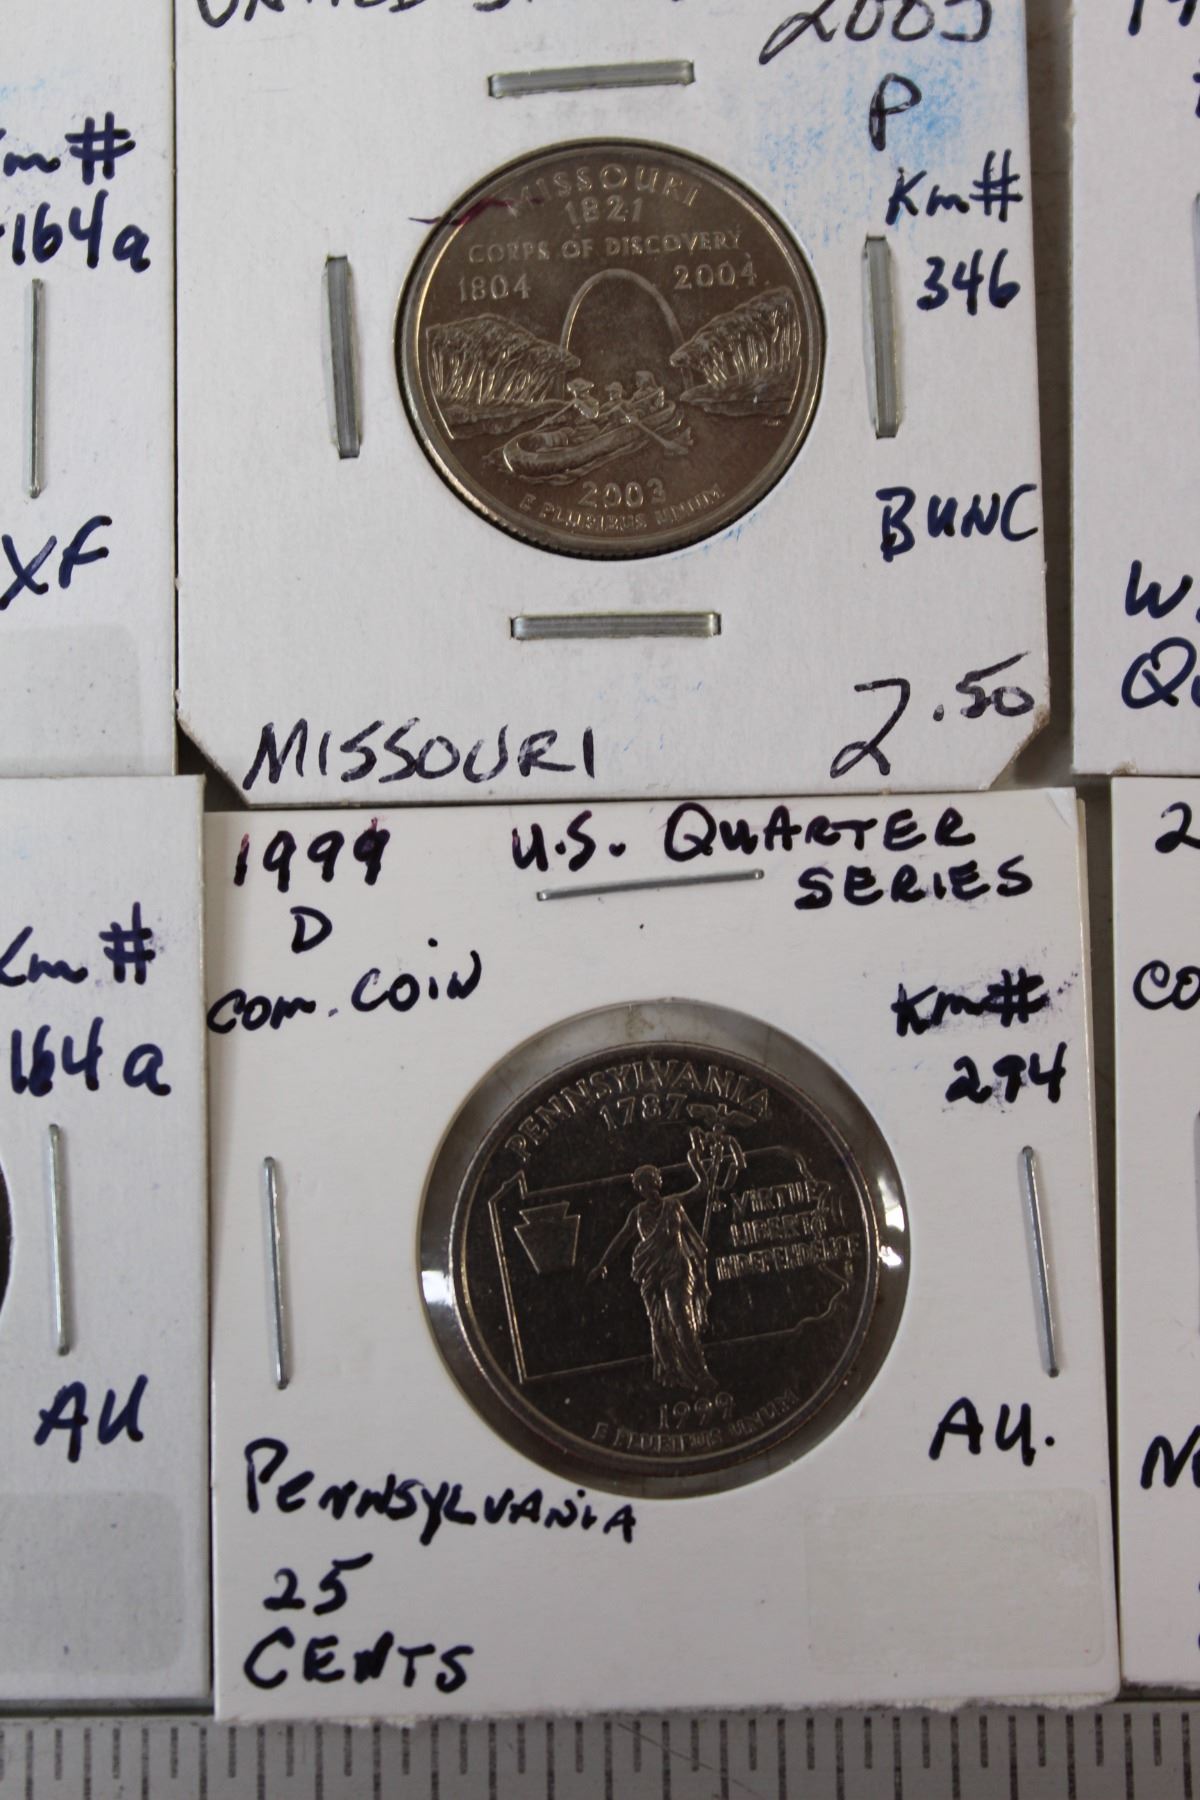 2003
P
Km#
346
MISSOURI
1821
CORPS OF DISCOVERY
1804 2004
2003
E PLURIBUS UNUM
BUNC
MISSOURI 2.50
Km#
164a
XF
1999 U.S. QUARTER
SERIES
D
Com. COIN
Km#
294
PENNSYLVANIA
1787
VIRTUE
LIBERTY
INDEPENDENCE
1999
E PLURIBUS UNUM
AU.
PENNSYLVANIA
25
CENTS
Km#
164a
AU
2
CO